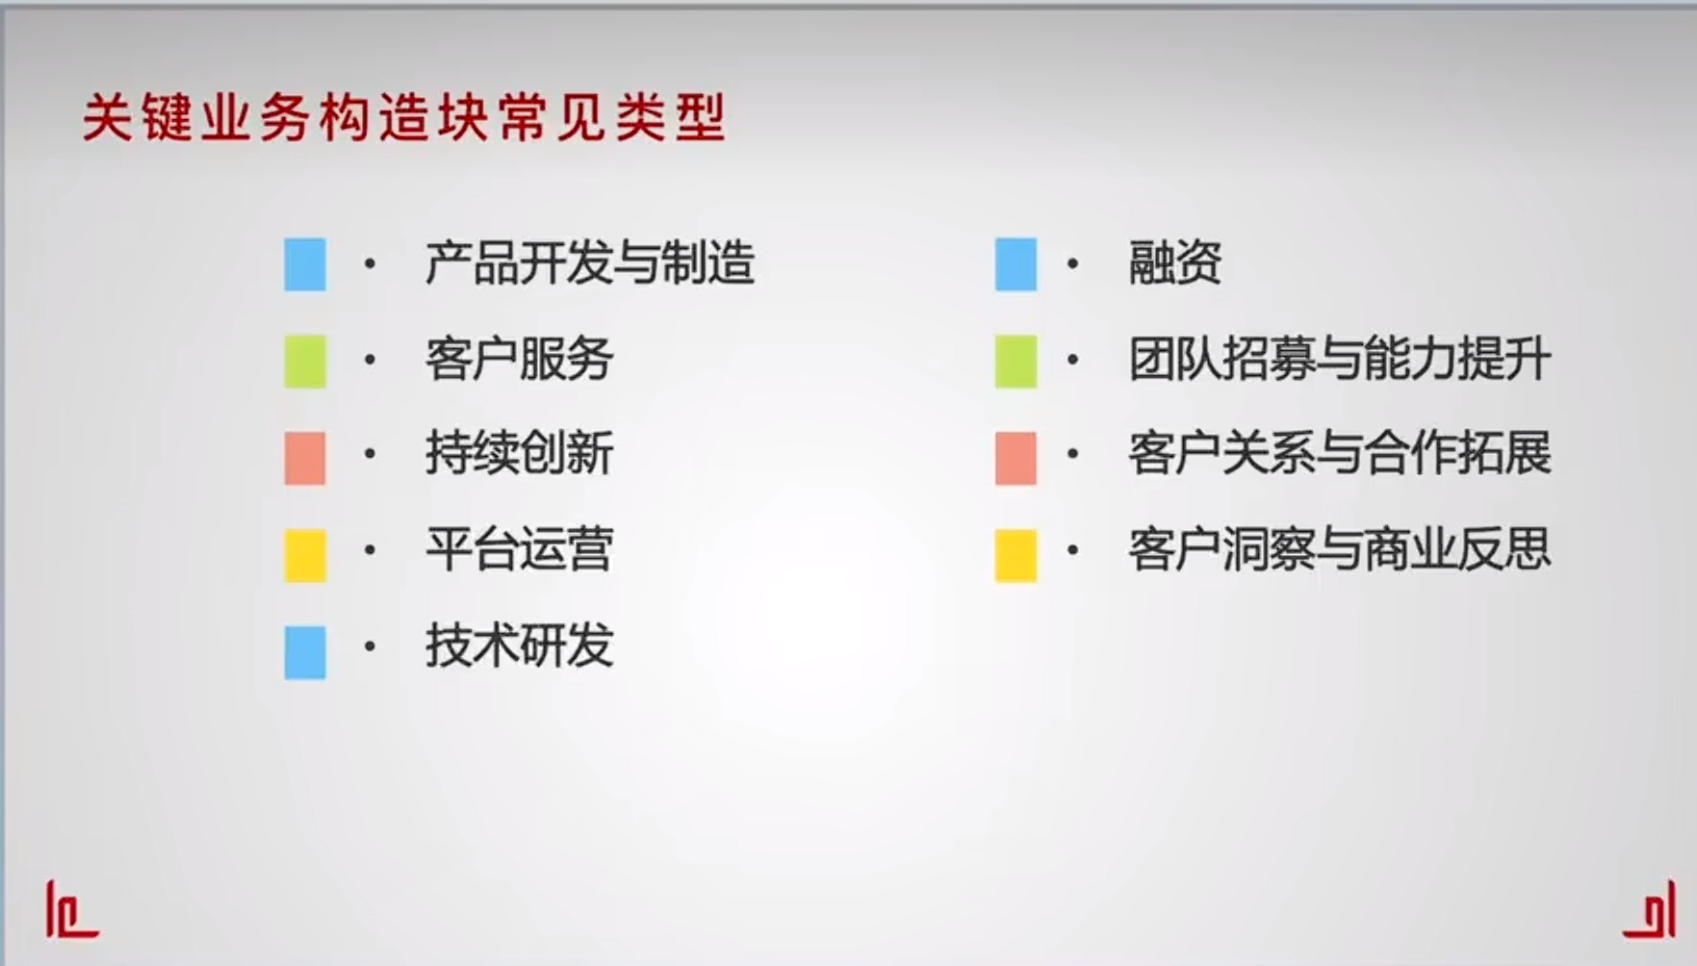 关键业务构造块常见类型
• 产品开发与制造
• 客户服务
• 持续创新
• 平台运营
• 技术研发
• 融资
• 团队招募与能力提升
• 客户关系与合作拓展
• 客户洞察与商业反思